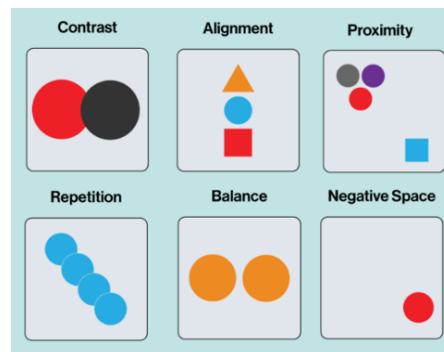 Contrast
Alignment
Proximity
Repetition
Balance
Negative Space